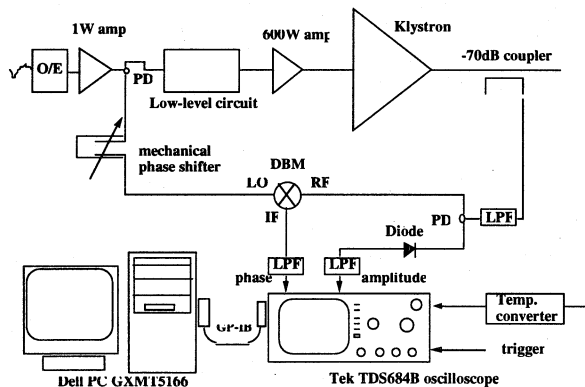 1W amp
600W amp
Klystron
-70dB coupler
O/E
PD
Low-level circuit
mechanical
phase shifter
DBM
LO
RF
IF
PD
LPF
Diode
LPF
LPF
phase
amplitude
Temp.
converter
GP-IB
trigger
Dell PC GXMT5166
Tek TDS684B oscilloscope